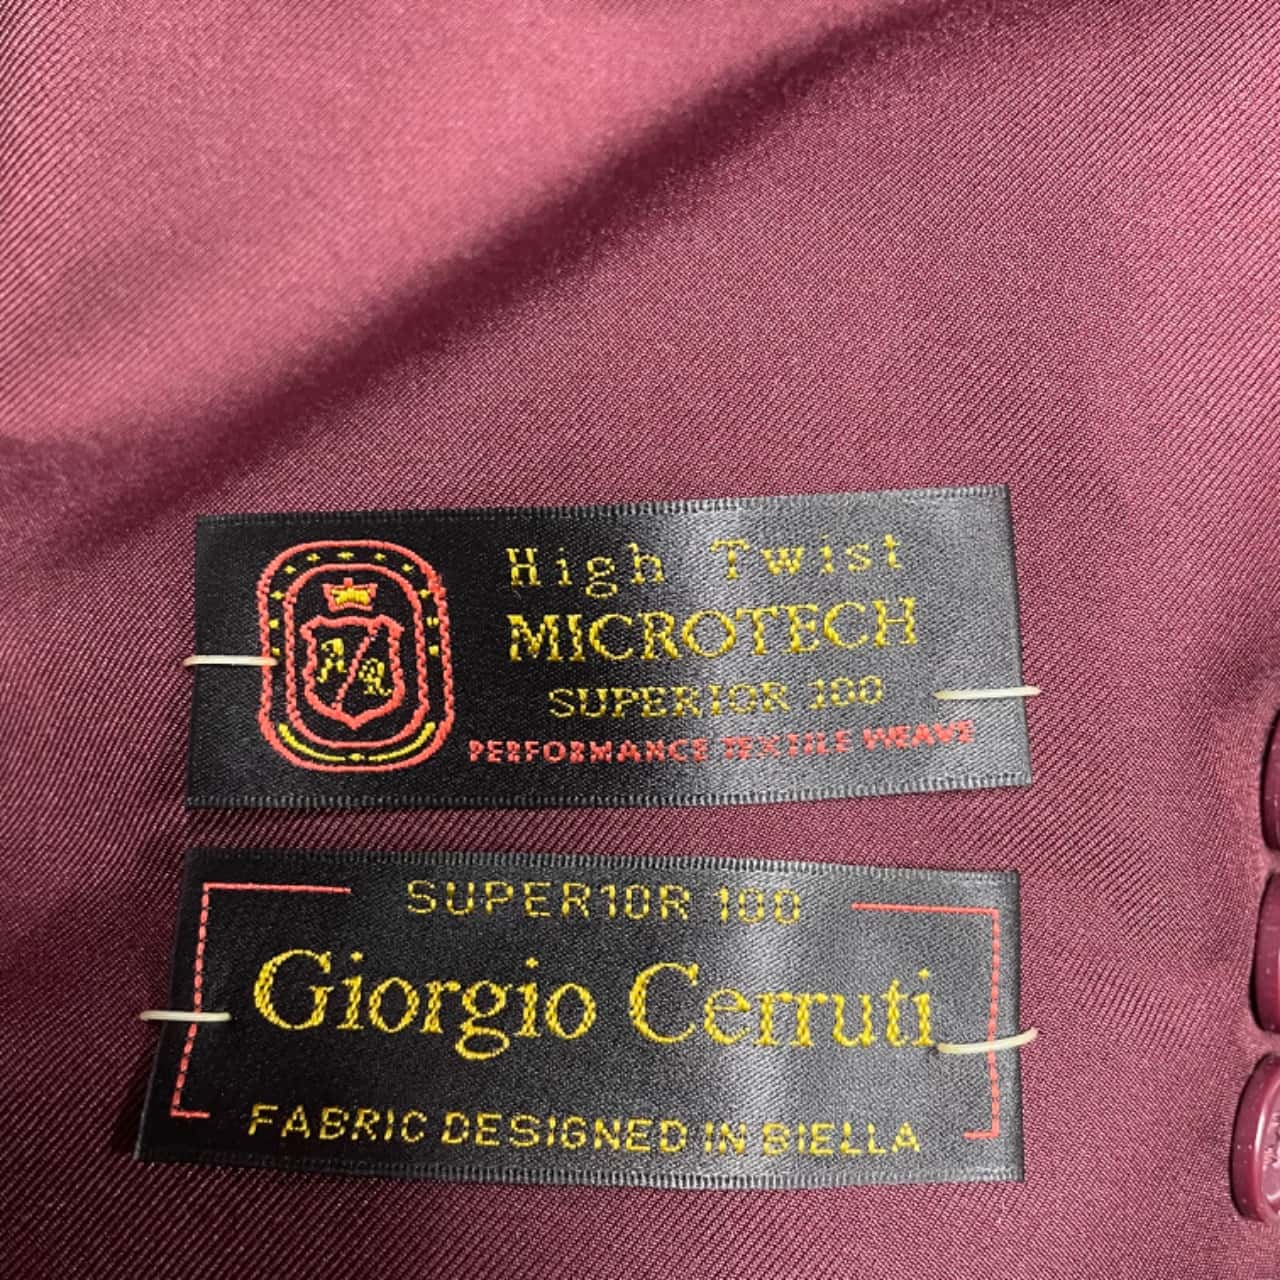 High Twist
MICROTECH
SUPERIOR 100
PERFORMANCE TEXTILE WEAVE
SUPER10R 100
Giorgio Cerruti
FABRIC DESIGNED IN BIELLA